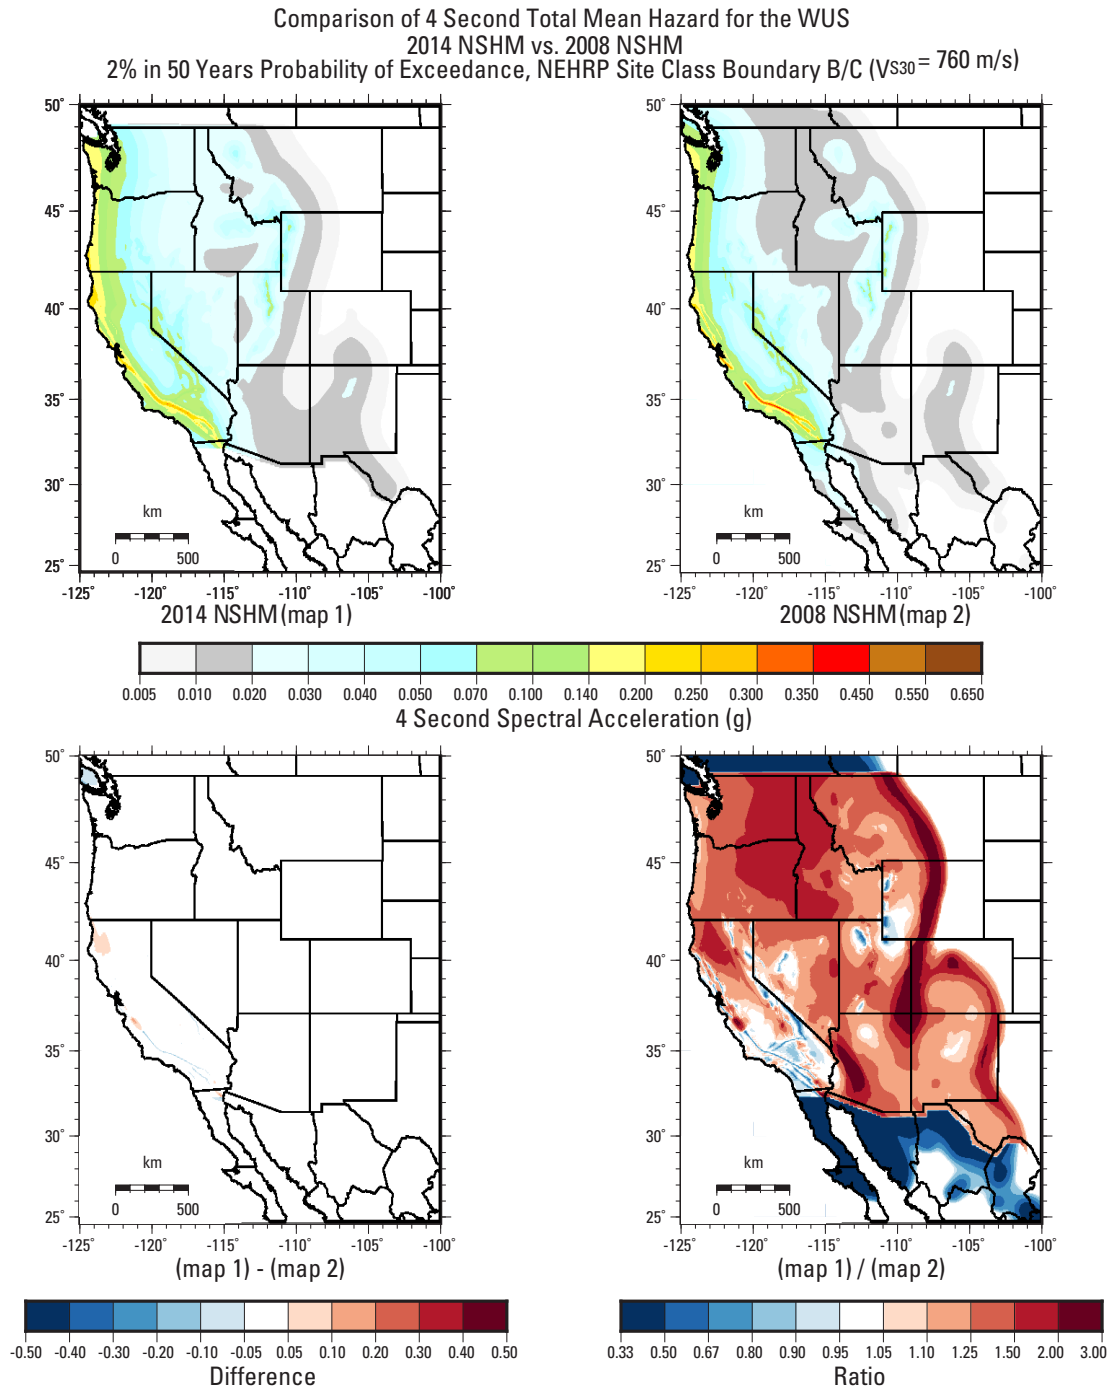 Comparison of 4 Second Total Mean Hazard for the WUS
2014 NSHM vs. 2008 NSHM
2% in 50 Years Probability of Exceedance, NEHRP Site Class Boundary B/C (VS30 = 760 m/s)
50˚
45˚
40˚
35˚
30˚
25˚
km
0 500
-125˚ -120˚ -115˚ -110˚ -105˚ -100˚
2014 NSHM (map 1)
50˚
45˚
40˚
35˚
30˚
25˚
km
0 500
-125˚ -120˚ -115˚ -110˚ -105˚ -100˚
2008 NSHM (map 2)
0.005 0.010 0.020 0.030 0.040 0.050 0.070 0.100 0.140 0.200 0.250 0.300 0.350 0.450 0.550 0.650
4 Second Spectral Acceleration (g)
50˚
45˚
40˚
35˚
30˚
25˚
km
0 500
-125˚ -120˚ -115˚ -110˚ -105˚ -100˚
(map 1) - (map 2)
50˚
45˚
40˚
35˚
30˚
25˚
km
0 500
-125˚ -120˚ -115˚ -110˚ -105˚ -100˚
(map 1) / (map 2)
-0.50 -0.40 -0.30 -0.20 -0.10 -0.05 0.05 0.10 0.20 0.30 0.40 0.50
Difference
0.33 0.50 0.67 0.80 0.90 0.95 1.05 1.10 1.25 1.50 2.00 3.00
Ratio